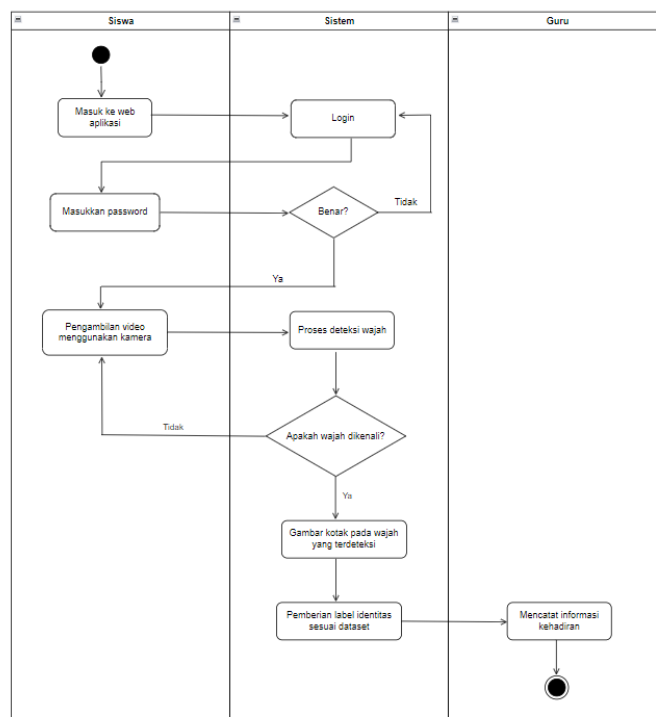 Siswa
Sistem
Guru
Masuk ke web
aplikasi
Login
Masukkan password
Benar?
Tidak
Ya
Pengambilan video
menggunakan kamera
Proses deteksi wajah
Tidak
Apakah wajah dikenali?
Ya
Gambar kotak pada wajah
yang terdeteksi
Pemberian label identitas
sesuai dataset
Mencatat informasi
kehadiran